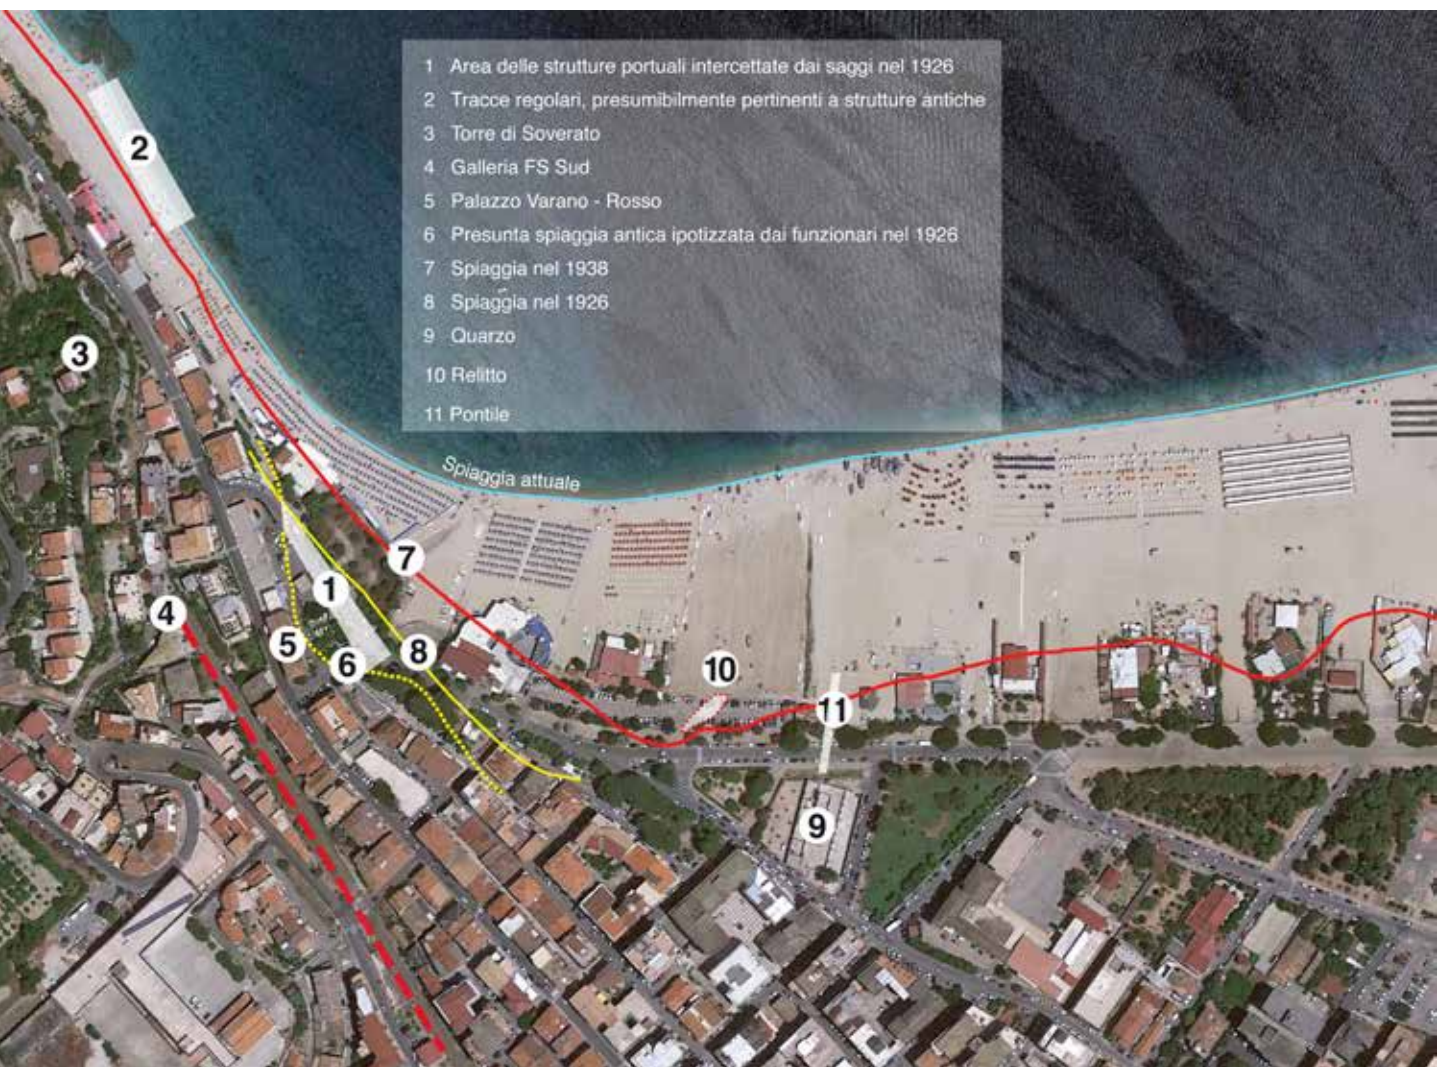 1 Area delle strutture portuali intercettate dai saggi nel 1926
2 Tracce regolari, presumibilmente pertinenti a strutture antiche
3 Torre di Soverato
4 Galleria FS Sud
5 Palazzo Varano - Rosso
6 Presunta spiaggia antica ipotizzata dai funzionari nel 1926
7 Spiaggia nel 1938
8 Spiaggia nel 1926
9 Quarzo
10 Relitto
11 Pontile
2
3
Spiaggia attuale
7
1
4
5
8
6
10
11
9